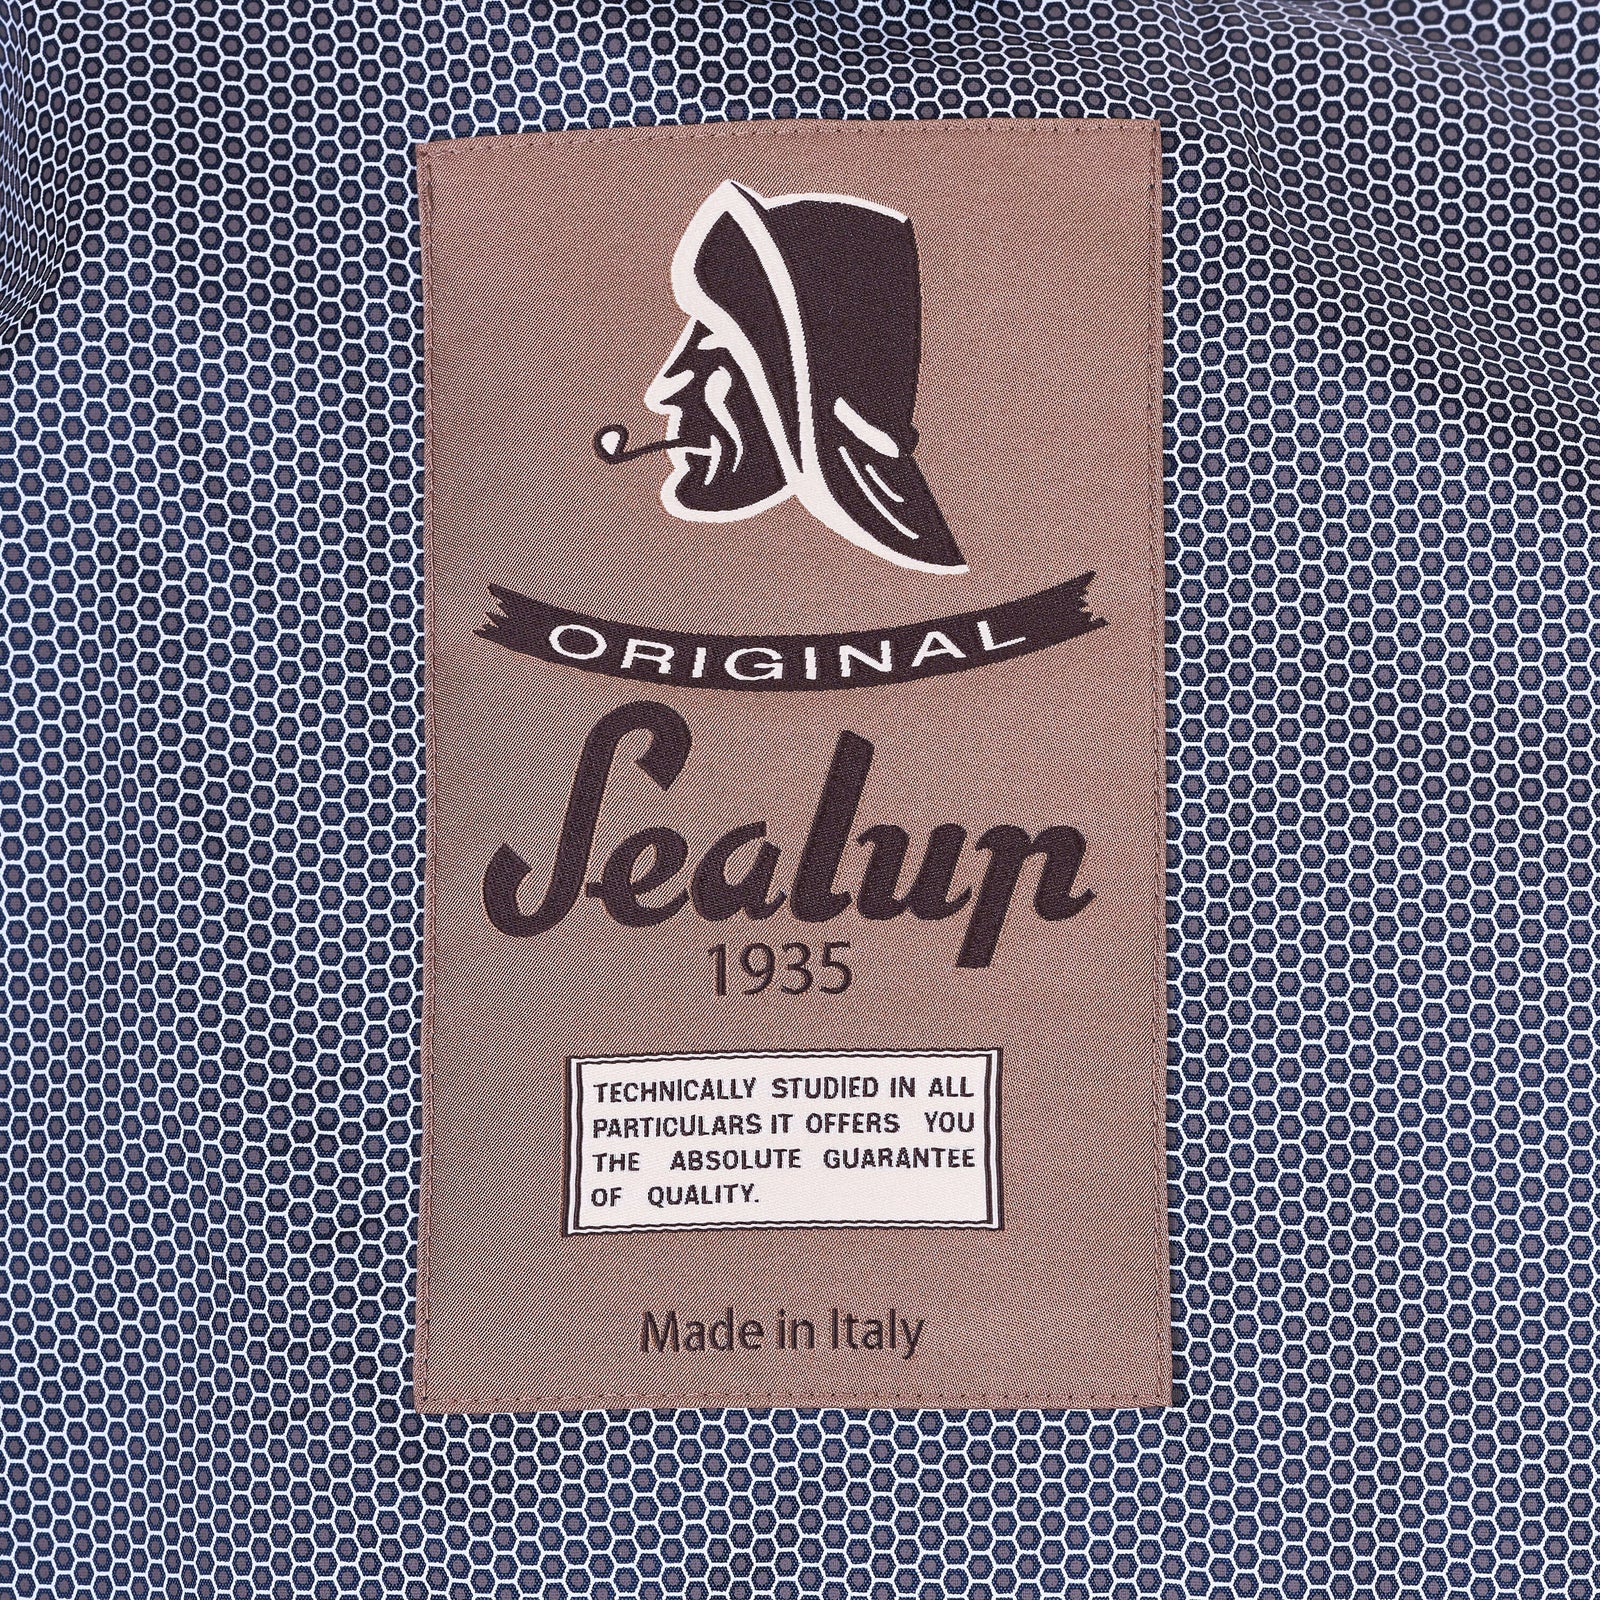 ORIGINAL
Sealup
1935
TECHNICALLY STUDIED IN ALL
PARTICULARS IT OFFERS YOU
THE ABSOLUTE GUARANTEE
OF QUALITY.
Made in Italy